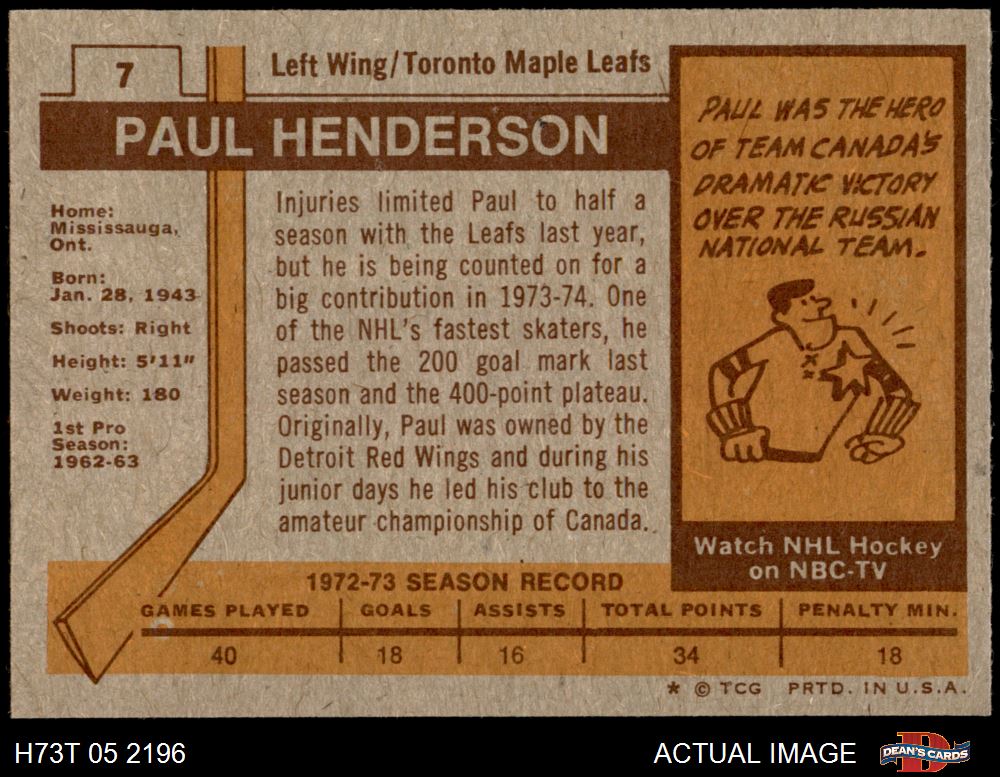 7
Left Wing/Toronto Maple Leafs
PAUL HENDERSON
Home:
Mississauga,
Ont.
Born:
Jan. 28, 1943
Shoots: Right
Height: 5'11"
Weight: 180
1st Pro
Season:
1962-63
Injuries limited Paul to half a
season with the Leafs last year,
but he is being counted on for a
big contribution in 1973-74. One
of the NHL's fastest skaters, he
passed the 200 goal mark last
season and the 400-point plateau.
Originally, Paul was owned by the
Detroit Red Wings and during his
junior days he led his club to the
amateur championship of Canada.
PAUL WAS THE HERO
OF TEAM CANADA'S
DRAMATIC VICTORY
OVER THE RUSSIAN
NATIONAL TEAM.
Watch NHL Hockey
on NBC-TV
1972-73 SEASON RECORD
GAMES PLAYED GOALS ASSISTS TOTAL POINTS PENALTY MIN.
40 18 16 34 18
* © TCG PRTD. IN U.S.A.
H73T 05 2196 ACTUAL IMAGE DEAN'S CARDS